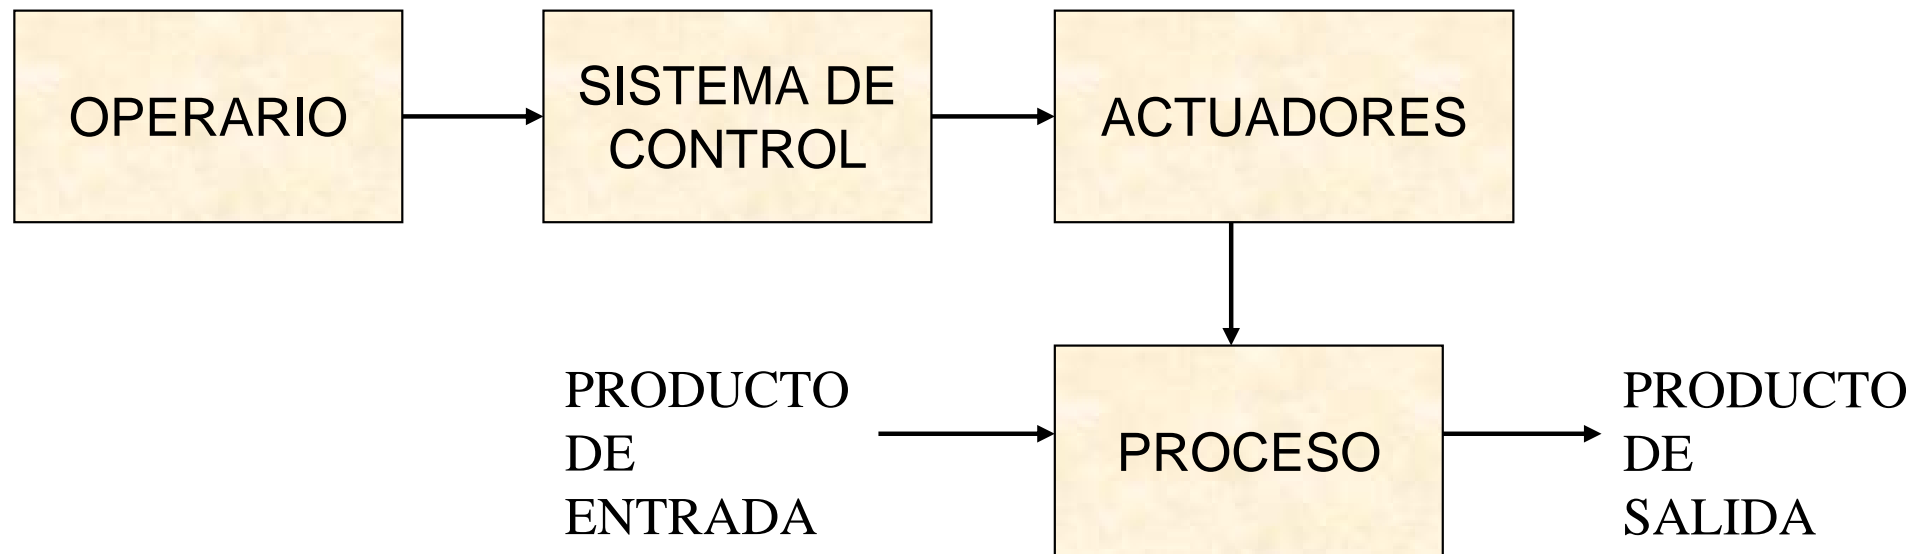 OPERARIO
SISTEMA DE
CONTROL
ACTUADORES
PRODUCTO
DE
ENTRADA
PROCESO
PRODUCTO
DE
SALIDA